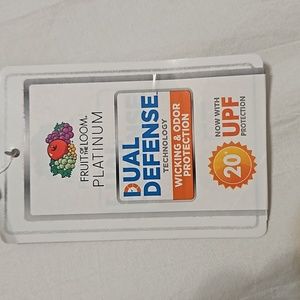 FRUIT OF THE LOOM.
PLATINUM
DUAL
DEFENSE
TECHNOLOGY
WICKING & ODOR
PROTECTION
20
NOW WITH
UPF
PROTECTION